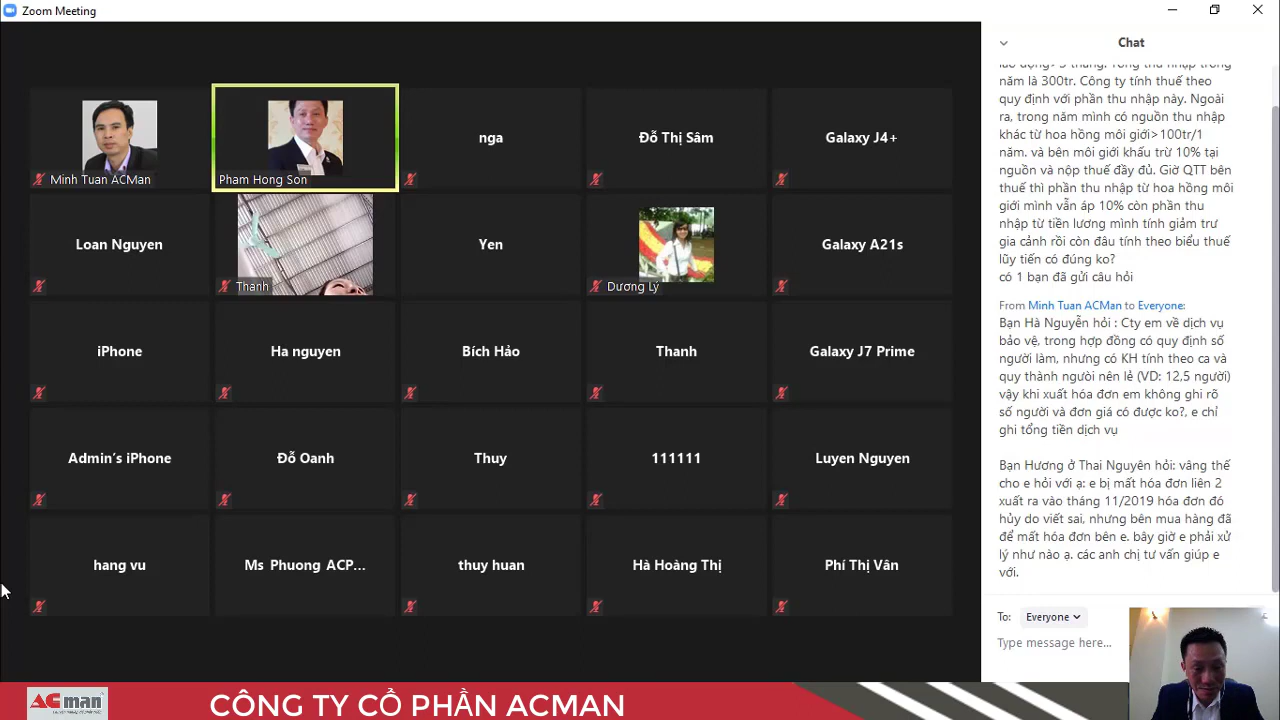 Zoom Meeting
Minh Tuan ACMan
Pham Hong Son
nga
Đỗ Thị Sâm
Galaxy J4+
Loan Nguyen
Thanh
Yen
Dương Lý
Galaxy A21s
iPhone
Ha nguyen
Bích Hảo
Thanh
Galaxy J7 Prime
Admin's iPhone
Đỗ Oanh
Thuy
111111
Luyen Nguyen
hang vu
Ms Phuong ACP...
thuy huan
Hà Hoàng Thị
Phí Thị Vân
Chat
năm là 300tr. Công ty tính thuế theo
quy định với phần thu nhập này. Ngoài
ra, trong năm mình có nguồn thu nhập
khác từ hoa hồng môi giới>100tr/1
năm. và bên môi giới khấu trừ 10% tại
nguồn và nộp thuế đầy đủ. Giờ QTT bên
thuế thì phần thu nhập từ hoa hồng môi
giới mình vẫn áp 10% còn phần thu
nhập từ tiền lương mình tính giảm trư
gia cảnh rồi còn đâu tính theo biểu thuế
lũy tiến có đúng ko?
có 1 bạn đã gửi câu hỏi
From Minh Tuan ACMan to Everyone:
Bạn Hà Nguyễn hỏi : Cty em về dịch vụ
bảo vệ, trong hợp đồng có quy định số
người làm, nhưng có KH tính theo ca và
quy thành người nên lẻ (VD: 12,5 người)
vậy khi xuất hóa đơn em không ghi rõ
số người và đơn giá có được ko?, e chỉ
ghi tổng tiền dịch vụ
Bạn Hương ở Thai Nguyên hỏi: vâng thế
cho e hỏi với ạ: e bị mất hóa đơn liên 2
xuất ra vào tháng 11/2019 hóa đơn đó
hủy do viết sai, nhưng bên mua hàng đã
để mất hóa đơn bên e. bây giờ e phải xử
lý như nào ạ. các anh chị tư vấn giúp e
với.
To: Everyone
Type message here...
ACman
CÔNG TY CỔ PHẦN ACMAN